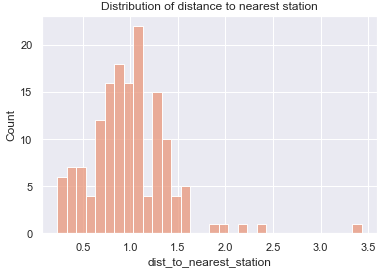 Distribution of distance to nearest station
Count
20
15
10
5
0
0.5 1.0 1.5 2.0 2.5 3.0 3.5
dist_to_nearest_station